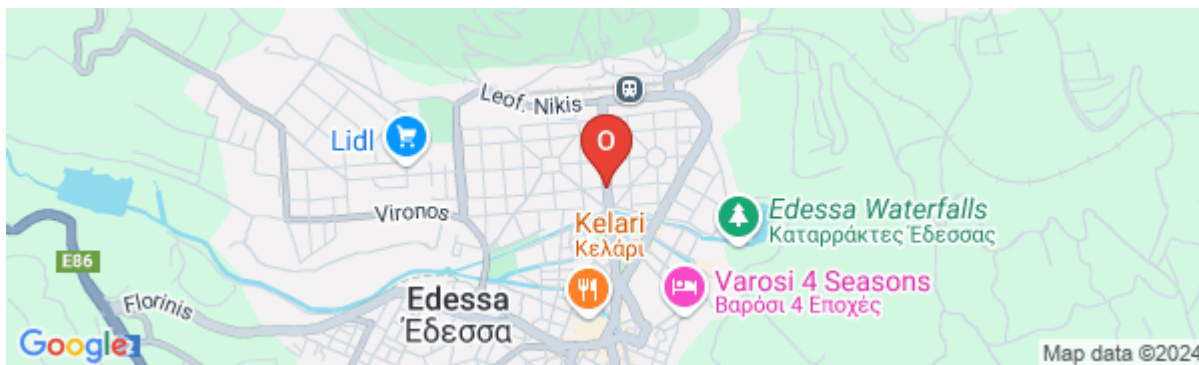 Leof. Nikis
O
Lidl
Vironos
Edessa Waterfalls
Καταρράκτες Έδεσσας
Kelari
Κελάρι
E86
Varosi 4 Seasons
Βαρόσι 4 Εποχές
Florinis
Edessa
Έδεσσα
Google
2
Map data ©2024